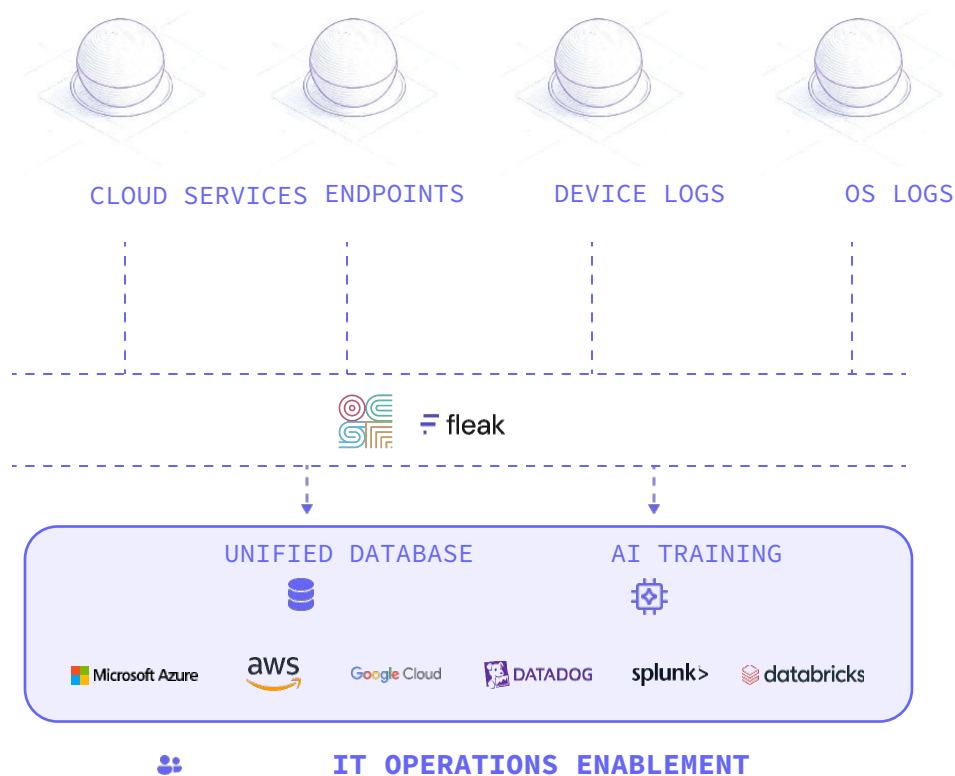 CLOUD SERVICES ENDPOINTS DEVICE LOGS OS LOGS
OCSF fleak
UNIFIED DATABASE AI TRAINING
Microsoft Azure aws Google Cloud DATADOG splunk> databricks
IT OPERATIONS ENABLEMENT